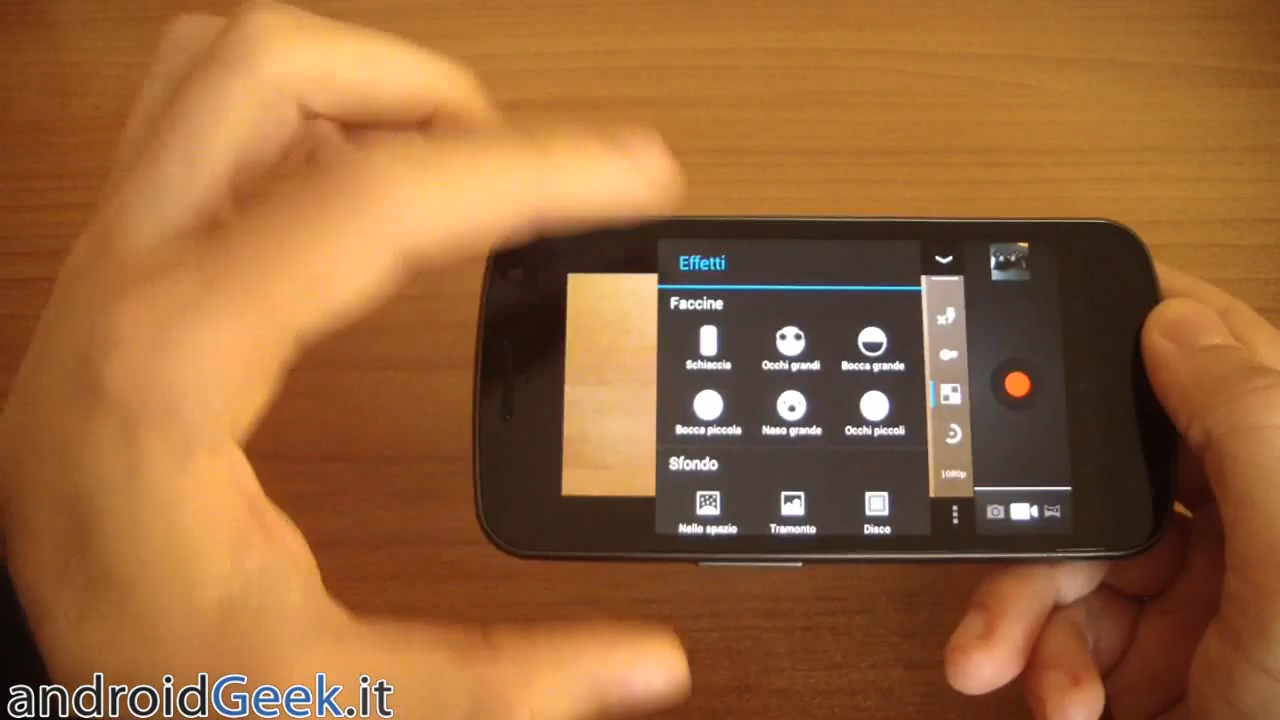 Effetti
Faccine
Schiaccia
Occhi grandi
Bocca grande
Bocca piccola
Naso grande
Occhi piccoli
1080p
Sfondo
Nello spazio
Tramonto
Disco
androidGeek.it